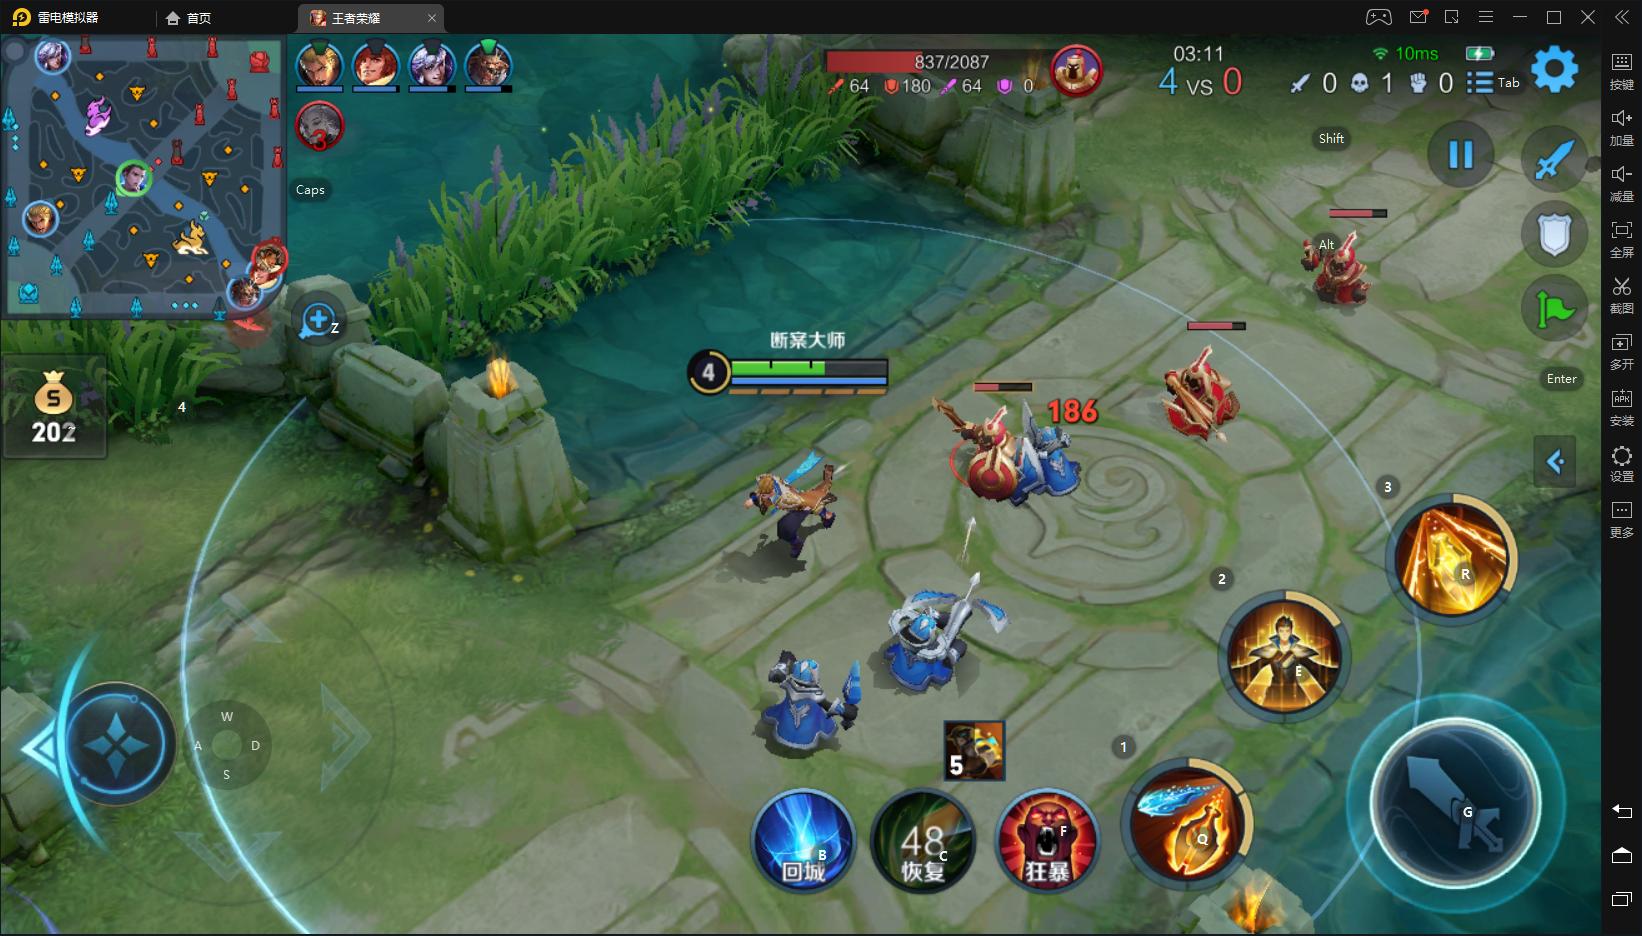 雷电模拟器
首页
王者荣耀
3
Caps
837/2087
64
180
64
0
03:11
4 VS 0
10ms
0
1
0
Tab
Shift
Alt
Enter
Z
202
4
断案大师
4
186
3
R
2
E
1
Q
G
W
A
D
S
5
回城
B
48
恢复
C
狂暴
F
按键
加量
减量
全屏
截图
多开
APK
安装
设置
更多